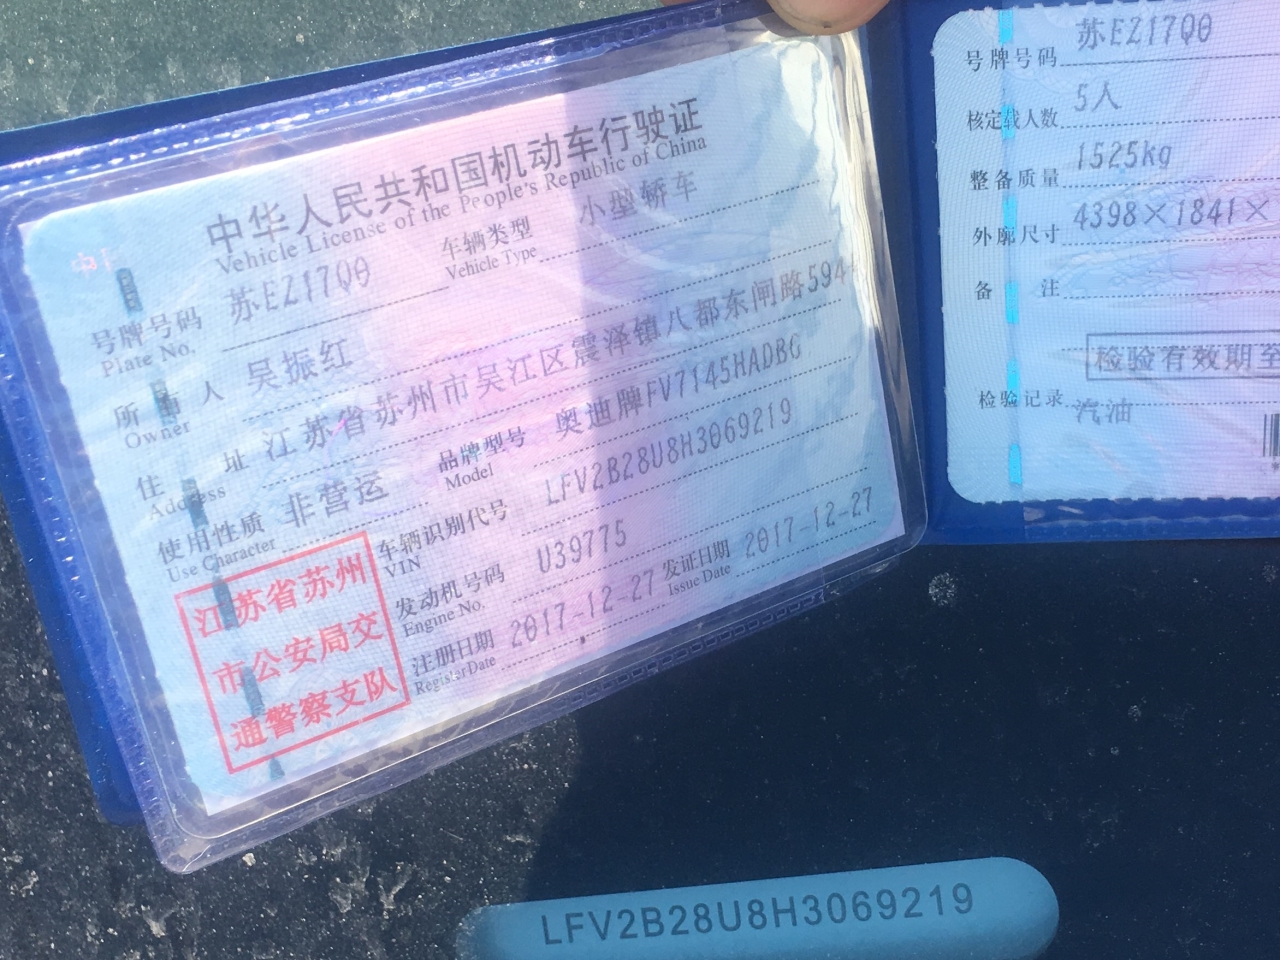 中华人民共和国机动车行驶证
Vehicle License of the People's Republic of China
号牌号码 苏EZ17Q0 车辆类型 小型轿车
Plate No. Vehicle Type
所有人 吴振红
Owner
住址 江苏省苏州市吴江区震泽镇八都东闸路594
Address
使用性质 非营运 品牌型号 奥迪牌FV7145HADBG
Use Character Model
车辆识别代号 LFV2B28U8H3069219
VIN
发动机号码 U39775
Engine No.
注册日期 2017-12-27 发证日期 2017-12-27
Register Date Issue Date
江苏省苏州
市公安局交
通警察支队
号牌号码 苏EZ17Q0
核定载人数 5人
整备质量 1525kg
外廓尺寸 4398×1841×
备注
检验有效期至
检验记录 汽油
LFV2B28U8H3069219